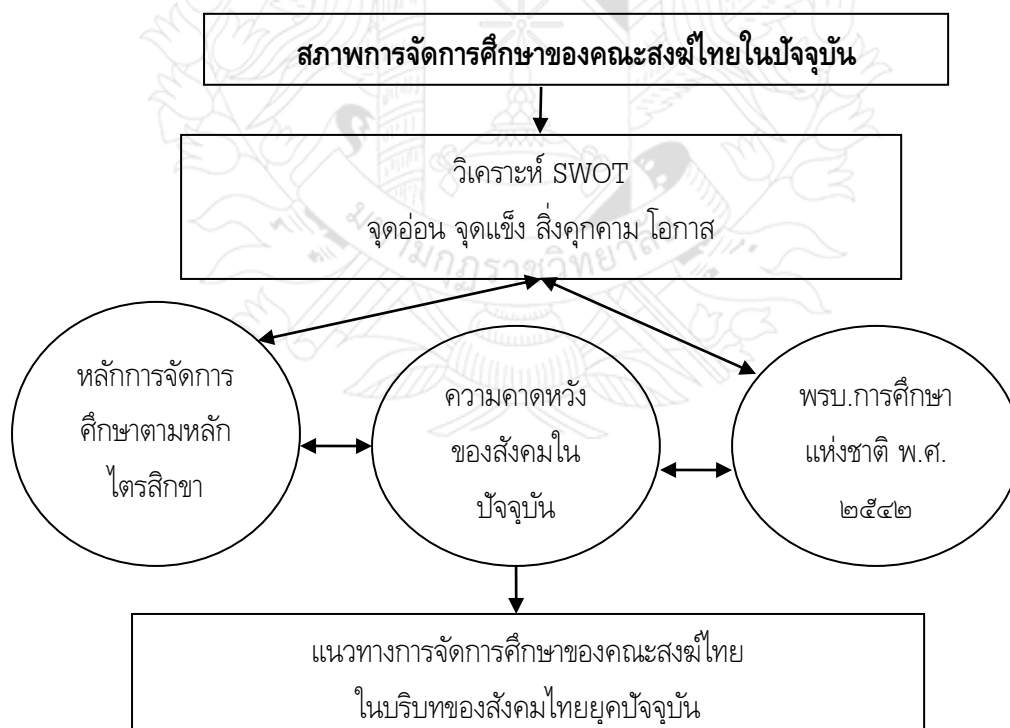 สภาพการจัดการศึกษาของคณะสงฆ์ไทยในปัจจุบัน
วิเคราะห์ SWOT
จุดอ่อน จุดแข็ง สิ่งคุกคาม โอกาส
หลักการจัดการ
ศึกษาตามหลัก
ไตรสิกขา
ความคาดหวัง
ของสังคมใน
ปัจจุบัน
พรบ.การศึกษา
แห่งชาติ พ.ศ.
๒๕๔๒
แนวทางการจัดการศึกษาของคณะสงฆ์ไทย
ในบริบทของสังคมไทยยุคปัจจุบัน